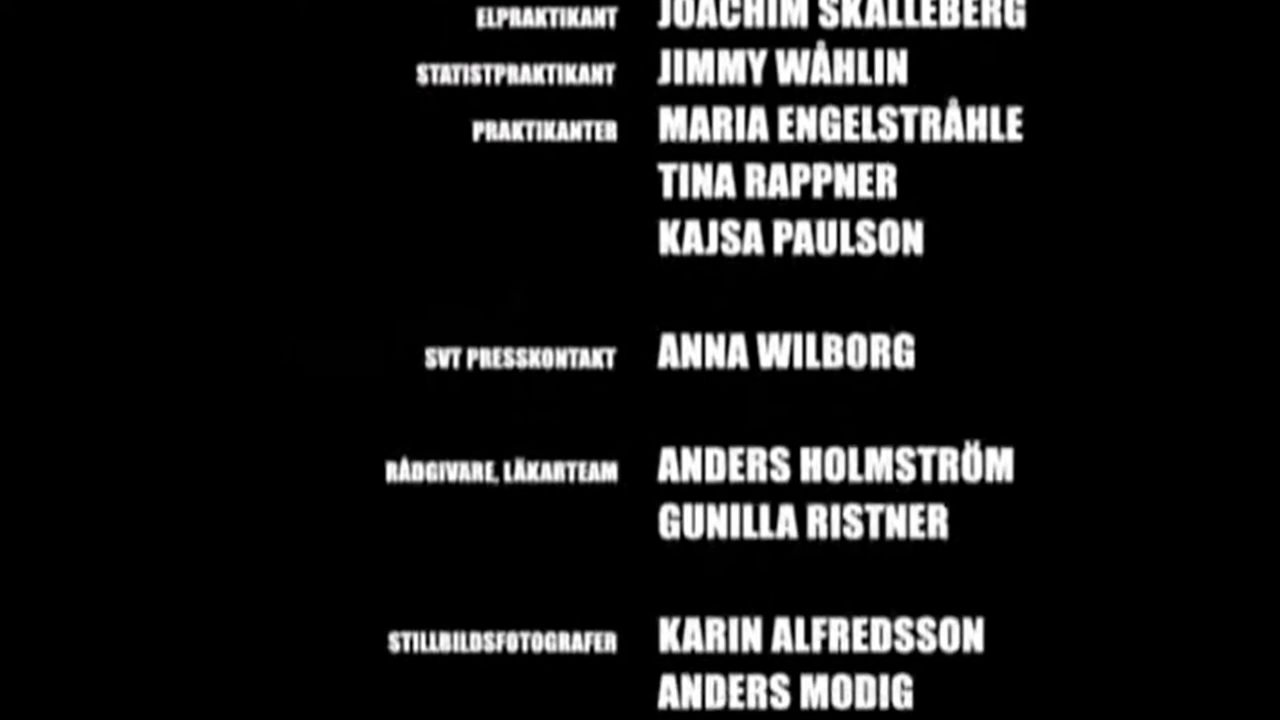 ELPRAKTIKANT JOACHIM SKALLEBERG
STATISTPRAKTIKANT JIMMY WÅHLIN
PRAKTIKANTER MARIA ENGELSTRÅHLE
TINA RAPPNER
KAJSA PAULSON
SVT PRESSKONTAKT ANNA WILBORG
RÅDGIVARE, LÄKARTEAM ANDERS HOLMSTRÖM
GUNILLA RISTNER
STILLBILDSFOTOGRAFER KARIN ALFREDSSON
ANDERS MODIG